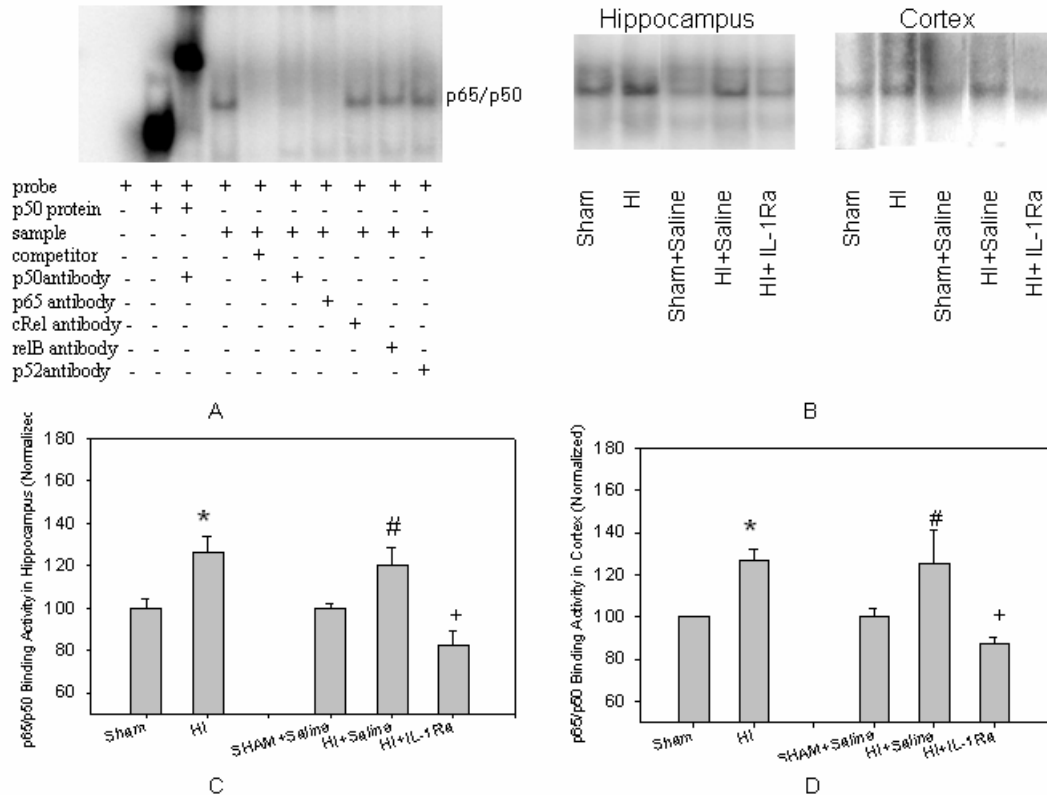 Hippocampus
Cortex
p65/p50
probe + + + + + + + + + +
p50 protein - + + - - - - - - -
sample - - - + + + + + + +
competitor - - - - + - - - - -
p50antibody - - + - - + - - - -
p65 antibody - - - - - - + - - -
cRel antibody - - - - - - - + - -
relB antibody - - - - - - - - + -
p52antibody - - - - - - - - - +
Sham
HI
Sham+Saline
HI+Saline
HI+ IL-1Ra
Sham
HI
Sham+Saline
HI+Saline
HI+ IL-1Ra
A
B
p65/p50 Binding Activity in Hippocampus (Normalized
180
160
140
120
100
80
60
*
#
+
Sham
HI
SHAM+Saline
HI+Saline
HI+IL-1Ra
C
p65/p50 Binding Activity in Cortex (Normalized)
180
160
140
120
100
80
60
*
#
+
Sham
HI
SHAM+Saline
HI+Saline
HI+IL-1Ra
D